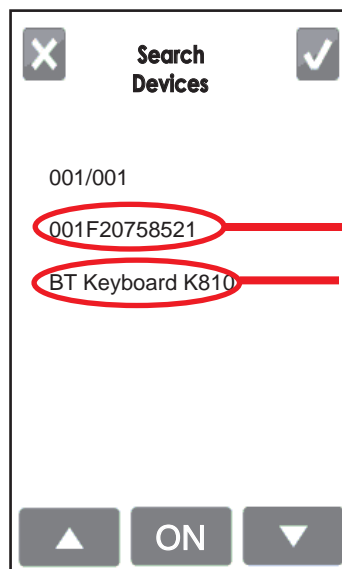 Search
Devices
001/001
001F20758521
BT Keyboard K810
ON